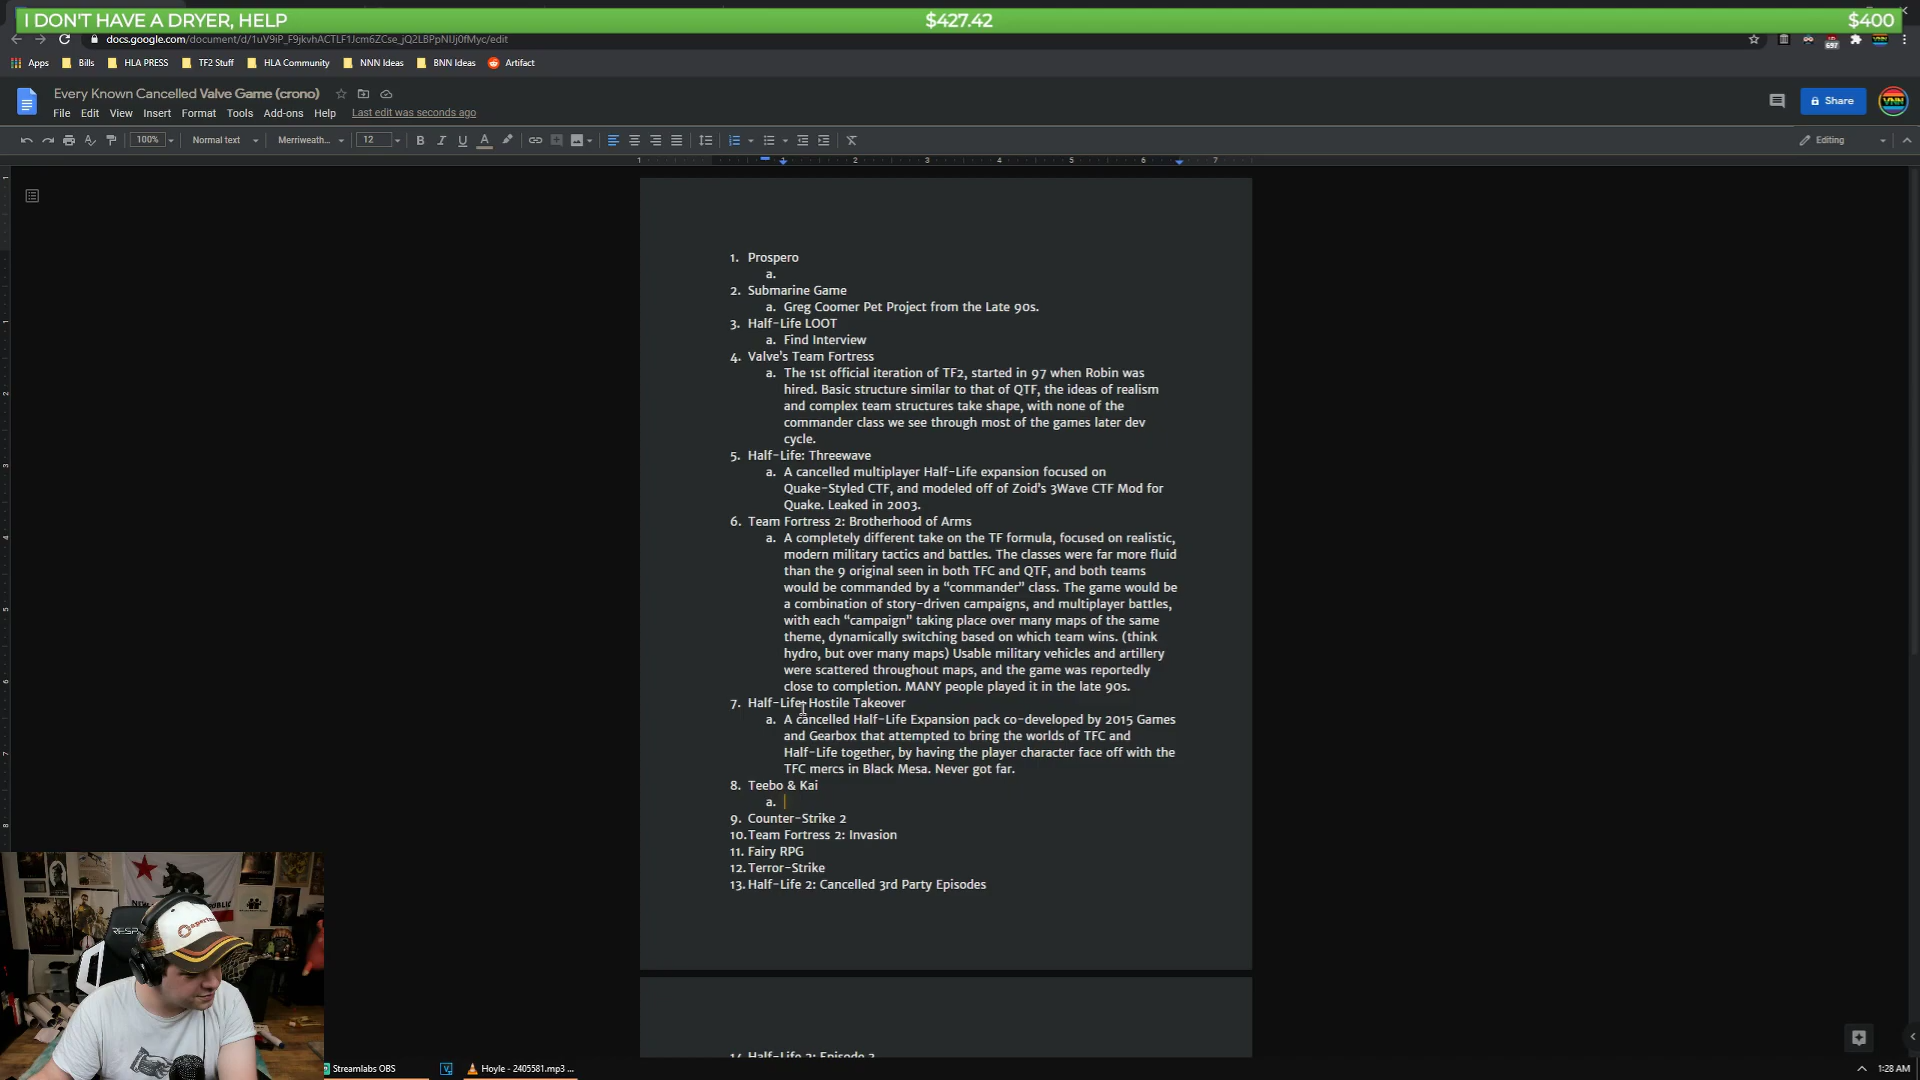 I DON'T HAVE A DRYER, HELP $427.42 $400
docs.google.com/document/d/1uV9iP_F9jkvhACTLF1Jcm6ZCse_jQ2LBPpNUj0fMyc/edit
Apps Bills HLA PRESS TF2 Stuff HLA Community NNN Ideas BNN Ideas Artifact
Every Known Cancelled Valve Game (crono)
Share
VNN
File Edit View Insert Format Tools Add-ons Help Last edit was seconds ago
100% Normal text Merriweath... 12 Editing
1. Prospero
a.
2. Submarine Game
a. Greg Coomer Pet Project from the Late 90s.
3. Half-Life LOOT
a. Find Interview
4. Valve's Team Fortress
a. The 1st official iteration of TF2, started in 97 when Robin was
hired. Basic structure similar to that of QTF, the ideas of realism
and complex team structures take shape, with none of the
commander class we see through most of the games later dev
cycle.
5. Half-Life: Threewave
a. A cancelled multiplayer Half-Life expansion focused on
Quake-Styled CTF, and modeled off of Zoid's 3Wave CTF Mod for
Quake. Leaked in 2003.
6. Team Fortress 2: Brotherhood of Arms
a. A completely different take on the TF formula, focused on realistic,
modern military tactics and battles. The classes were far more fluid
than the 9 original seen in both TFC and QTF, and both teams
would be commanded by a “commander” class. The game would be
a combination of story-driven campaigns, and multiplayer battles,
with each “campaign” taking place over many maps of the same
theme, dynamically switching based on which team wins. (think
hydro, but over many maps) Usable military vehicles and artillery
were scattered throughout maps, and the game was reportedly
close to completion. MANY people played it in the late 90s.
7. Half-Life: Hostile Takeover
a. A cancelled Half-Life Expansion pack co-developed by 2015 Games
and Gearbox that attempted to bring the worlds of TFC and
Half-Life together, by having the player character face off with the
TFC mercs in Black Mesa. Never got far.
8. Teebo & Kai
a.
9. Counter-Strike 2
10. Team Fortress 2: Invasion
11. Fairy RPG
12. Terror-Strike
13. Half-Life 2: Cancelled 3rd Party Episodes
14. Half-Life 2: Episode 3
Streamlabs OBS Hoyle - 2405581.mp3 ... 1:28 AM